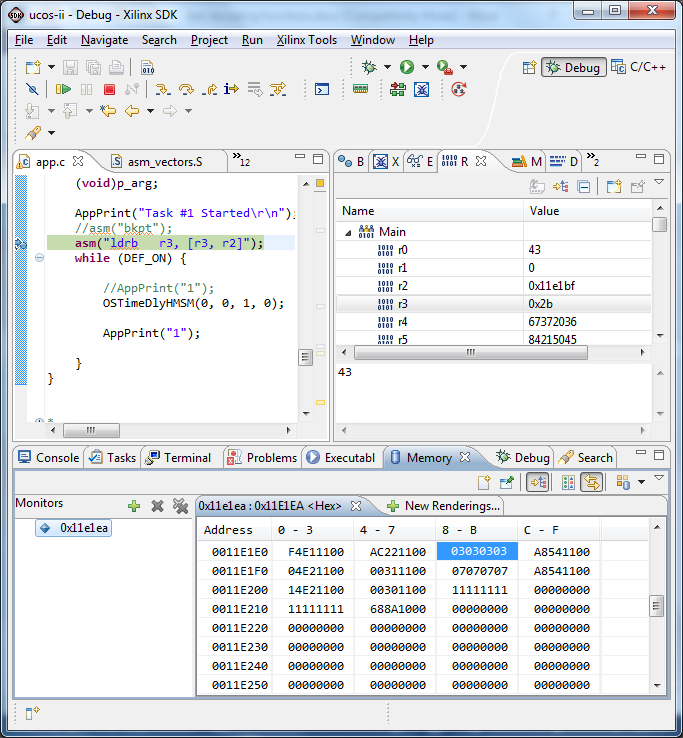 ucos-ii - Debug - Xilinx SDK
File Edit Navigate Search Project Run Xilinx Tools Window Help
Debug C/C++
app.c asm_vectors.S »12
(void)p_arg;
AppPrint("Task #1 Started\r\n");
//asm("bkpt");
asm("ldrb   r3, [r3, r2]");
while (DEF_ON) {
//AppPrint("1");
OSTimeDlyHMSM(0, 0, 1, 0);
AppPrint("1");
}
}
*
B X E R M D »2
Name Value
Main
r0 43
r1 0
r2 0x11e1bf
r3 0x2b
r4 67372036
r5 84215045
43
Console Tasks Terminal Problems Executabl Memory Debug Search
Monitors
0x11e1ea
0x11e1ea : 0x11E1EA <Hex> New Renderings...
Address 0 - 3 4 - 7 8 - B C - F
0011E1E0 F4E11100 AC221100 03030303 A8541100
0011E1F0 04E21100 00311100 07070707 A8541100
0011E200 14E21100 00301100 11111111 00000000
0011E210 11111111 688A1000 00000000 00000000
0011E220 00000000 00000000 00000000 00000000
0011E230 00000000 00000000 00000000 00000000
0011E240 00000000 00000000 00000000 00000000
0011E250 00000000 00000000 00000000 00000000